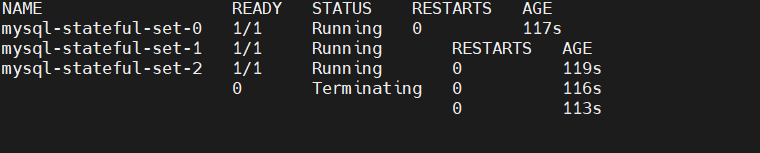 NAME READY STATUS RESTARTS AGE
mysql-stateful-set-0 1/1 Running 0 117s
mysql-stateful-set-1 1/1 Running RESTARTS AGE
mysql-stateful-set-2 1/1 Running 0 119s
0 Terminating 0 116s
0 113s